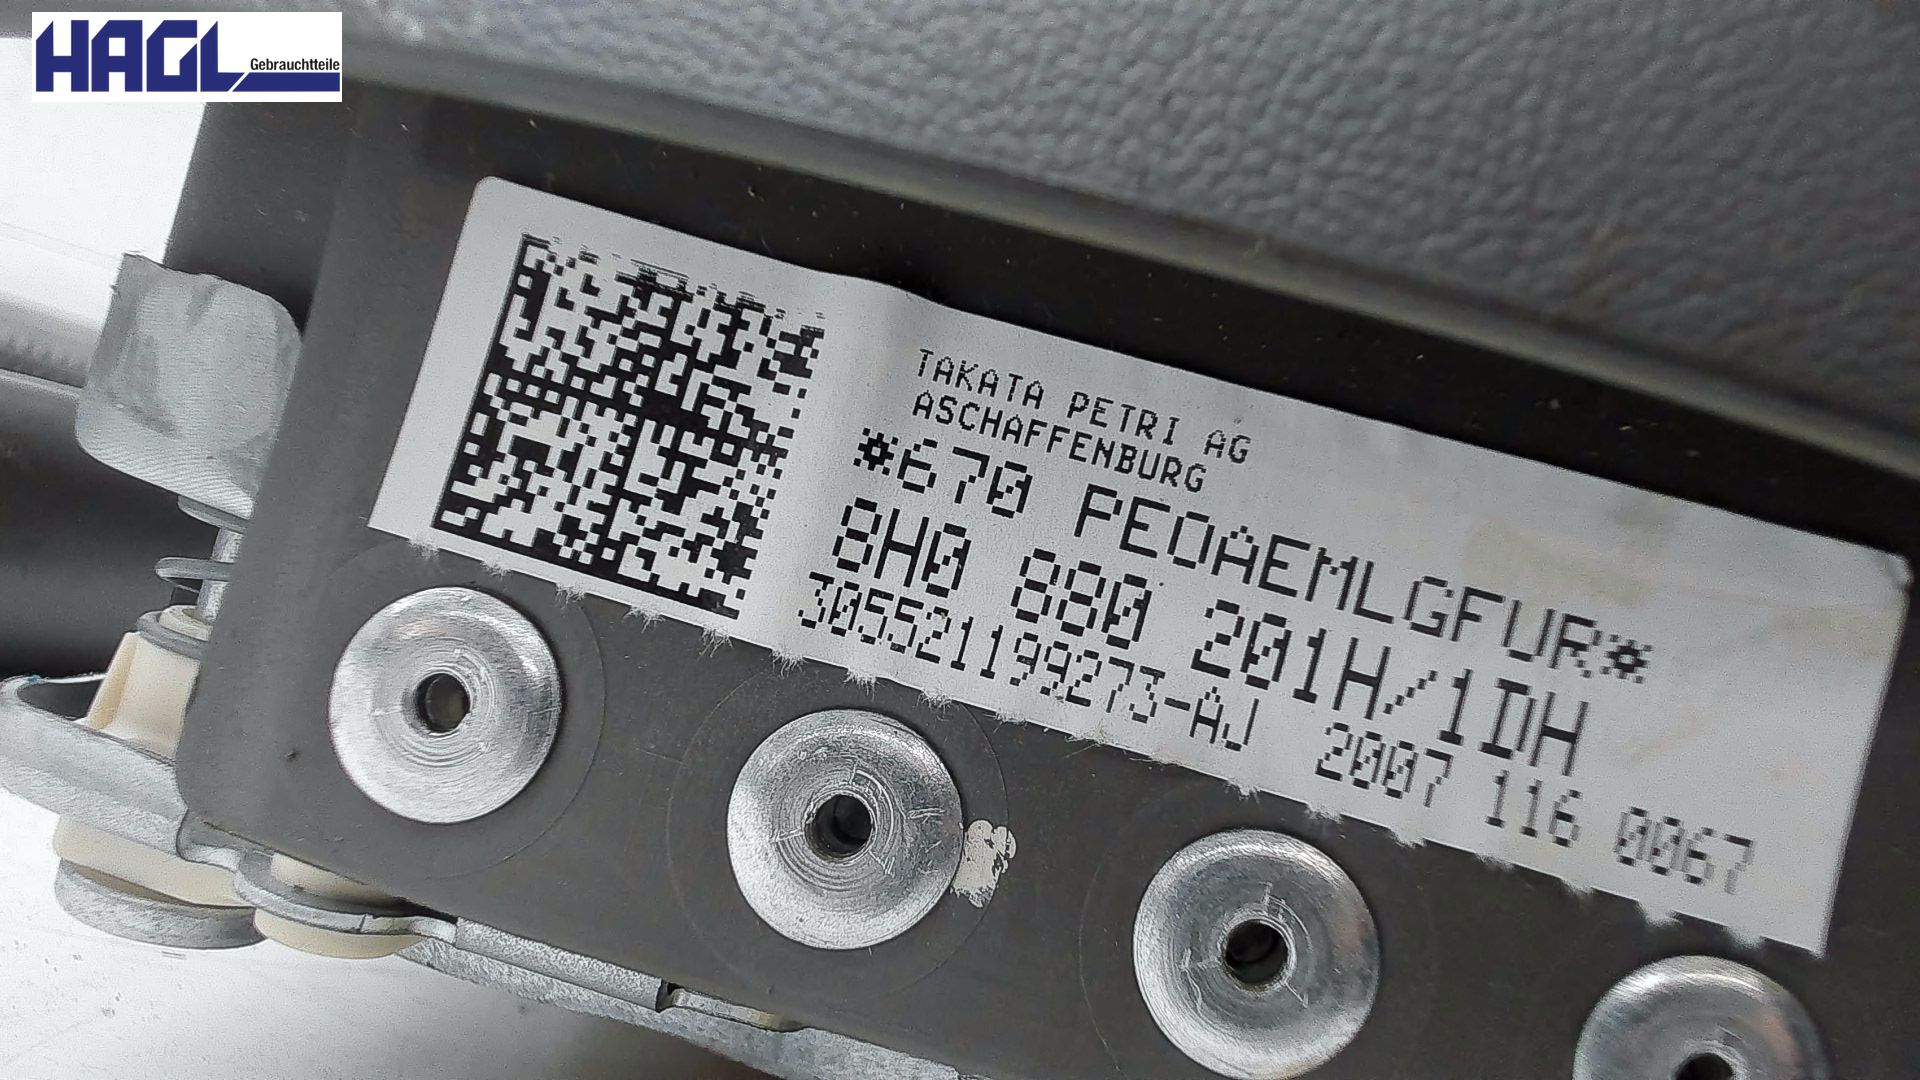 HAGL
Gebrauchtteile
TAKATA PETRI AG
ASCHAFFENBURG
*670 PEOAEMLGFUR*
8H0 880 201H/1DH
305521199273-AJ 2007 116 0067